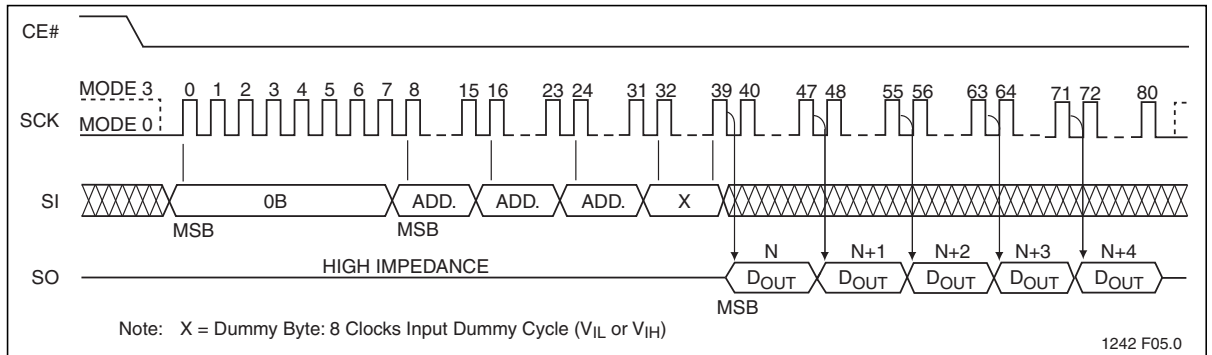 CE#
MODE 3 0 1 2 3 4 5 6 7 8 15 16 23 24 31 32 39 40 47 48 55 56 63 64 71 72 80
SCK
MODE 0
SI 0B ADD. ADD. ADD. X
MSB MSB
N N+1 N+2 N+3 N+4
SO HIGH IMPEDANCE DOUT DOUT DOUT DOUT DOUT
MSB
Note: X = Dummy Byte: 8 Clocks Input Dummy Cycle (VIL or VIH)
1242 F05.0